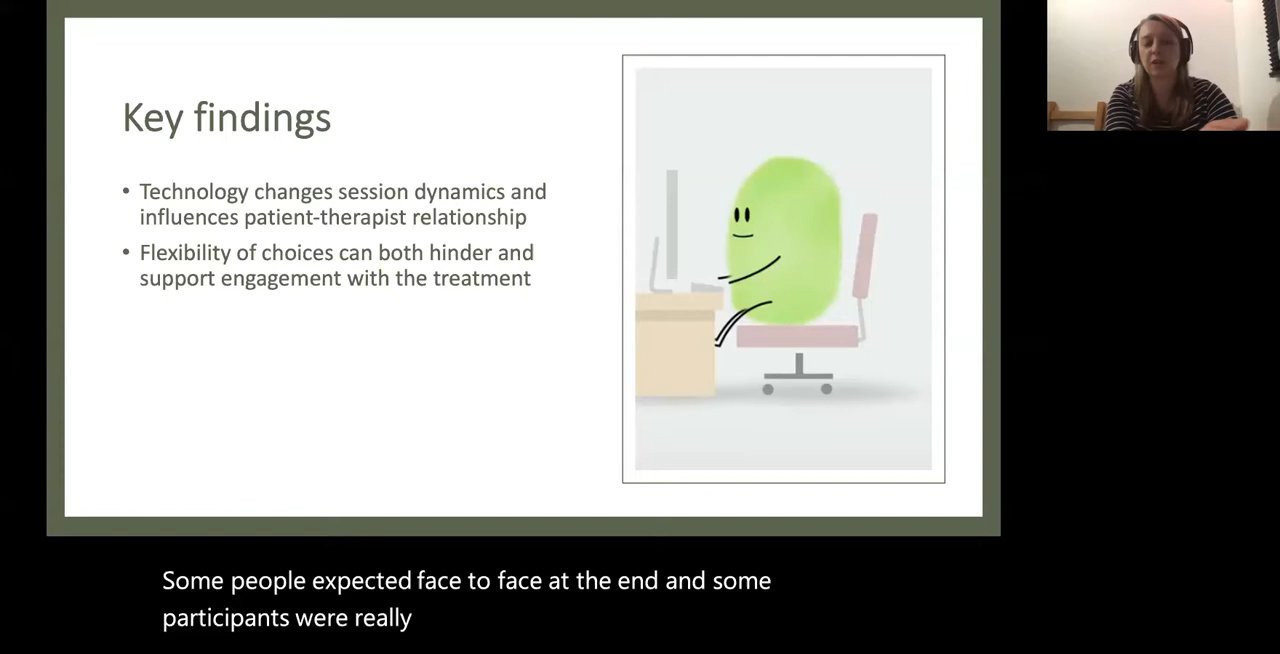 Key findings
• Technology changes session dynamics and
influences patient-therapist relationship
• Flexibility of choices can both hinder and
support engagement with the treatment
Some people expected face to face at the end and some
participants were really